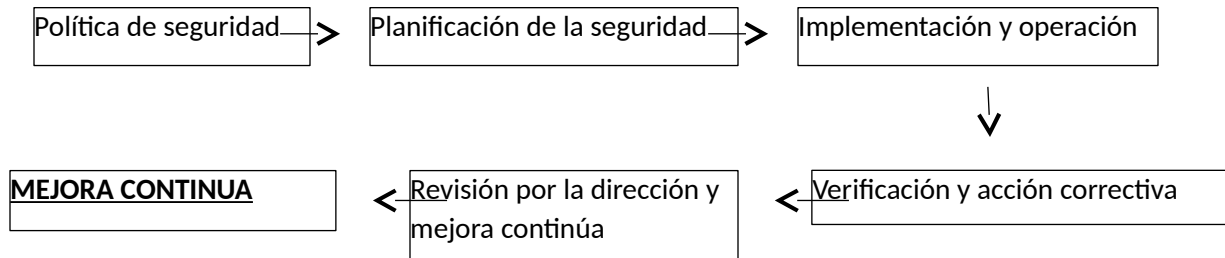 Política de seguridad
Planificación de la seguridad
Implementación y operación
Verificación y acción correctiva
Revisión por la dirección y
mejora continúa
MEJORA CONTINUA